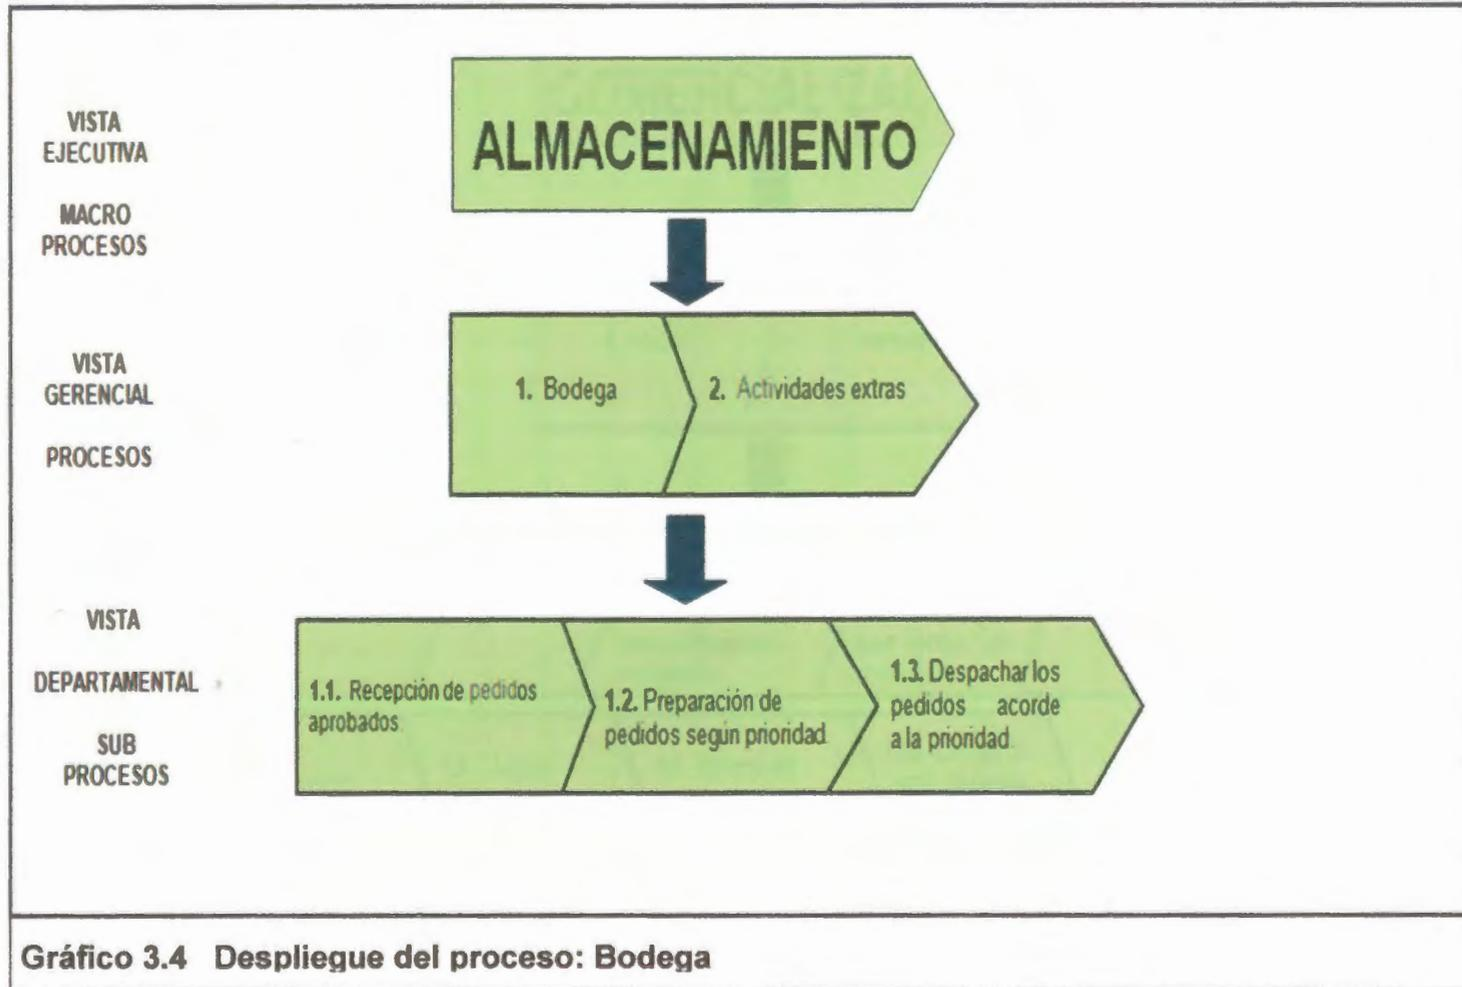 VISTA
EJECUTIVA
MACRO
PROCESOS
ALMACENAMIENTO
VISTA
GERENCIAL
PROCESOS
1. Bodega
2. Actividades extras
VISTA
DEPARTAMENTAL
SUB
PROCESOS
1.1. Recepción de pedidos
aprobados.
1.2. Preparación de
pedidos según prioridad.
1.3. Despachar los
pedidos acorde
a la prioridad.
Gráfico 3.4 Despliegue del proceso: Bodega